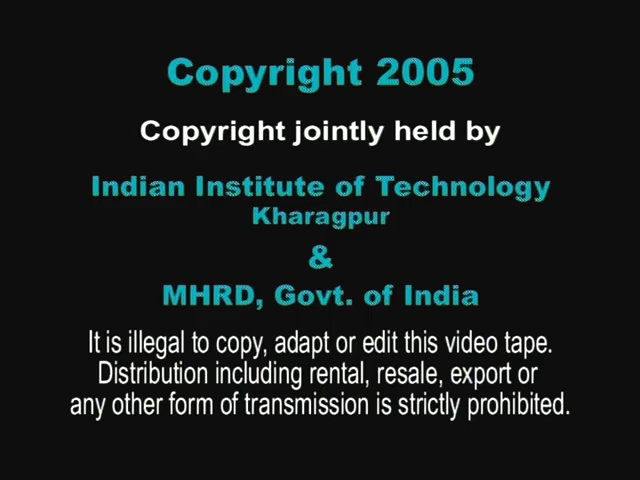 Copyright 2005
Copyright jointly held by
Indian Institute of Technology
Kharagpur
&
MHRD, Govt. of India
It is illegal to copy, adapt or edit this video tape.
Distribution including rental, resale, export or
any other form of transmission is strictly prohibited.